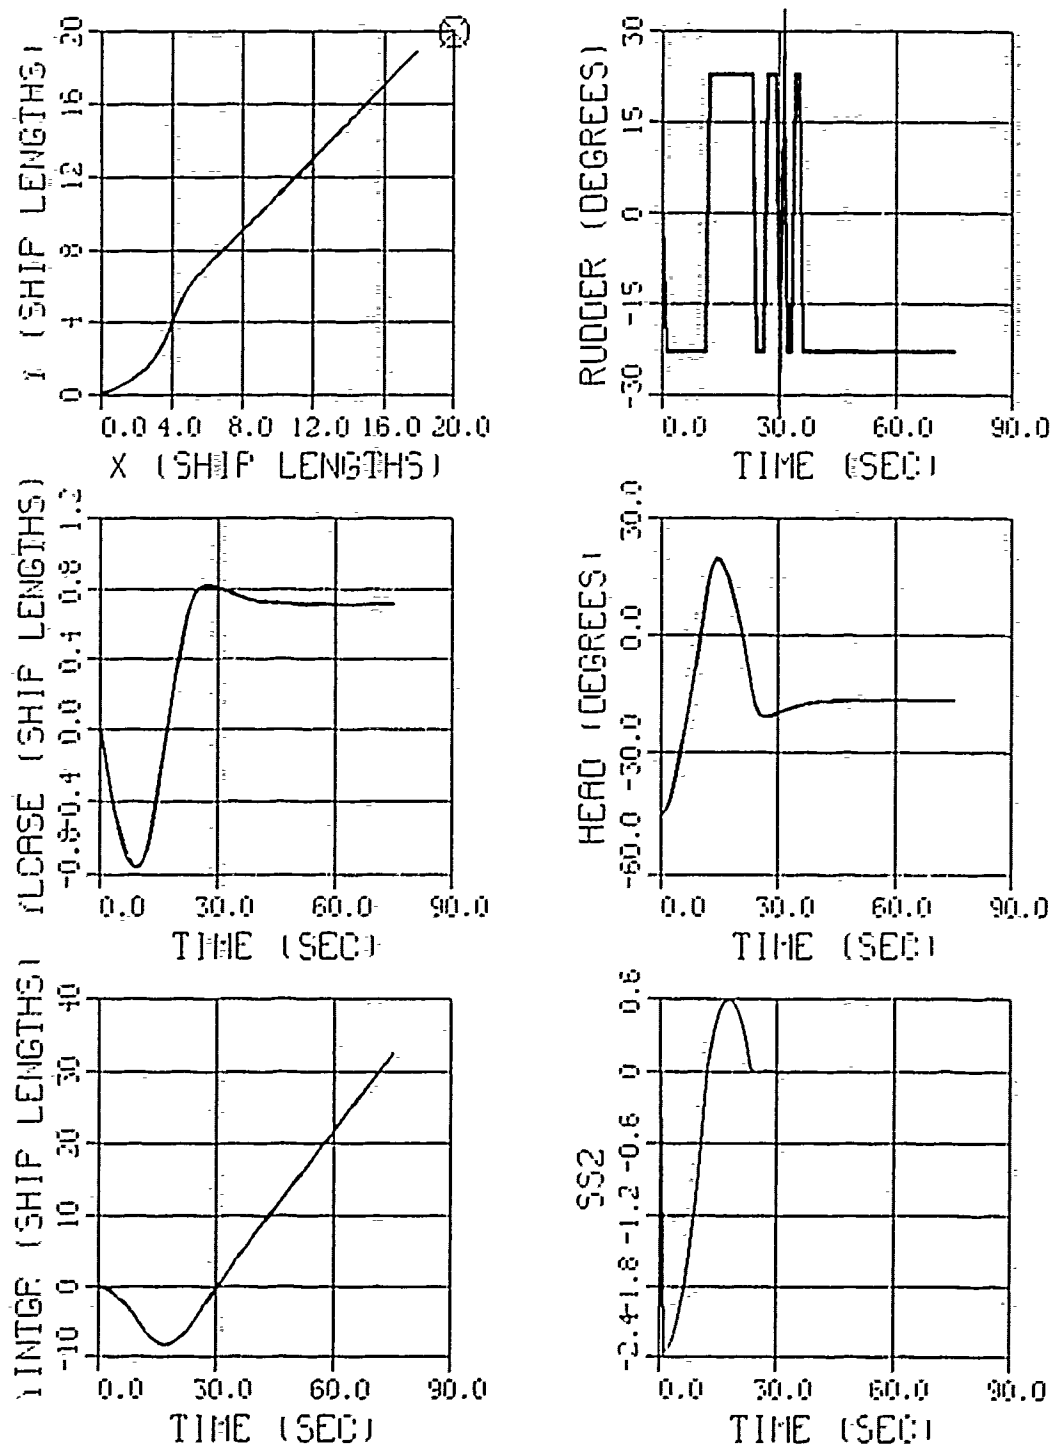 20
16
12
8
4
0
Y (SHIP LENGTHS)
0.0 4.0 8.0 12.0 16.0 20.0
X (SHIP LENGTHS)
30
15
0
-15
-30
RUDDER (DEGREES)
0.0 30.0 60.0 90.0
TIME (SEC)
1.2
0.8
0.4
0.0
-0.4
-0.8
YLCASE (SHIP LENGTHS)
0.0 30.0 60.0 90.0
TIME (SEC)
30.0
0.0
-30.0
-60.0
HEAD (DEGREES)
0.0 30.0 60.0 90.0
TIME (SEC)
40
30
20
10
0
-10
YINTGR (SHIP LENGTHS)
0.0 30.0 60.0 90.0
TIME (SEC)
0.6
0
-0.6
-1.2
-1.8
-2.4
SS2
0.0 30.0 60.0 90.0
TIME (SEC)